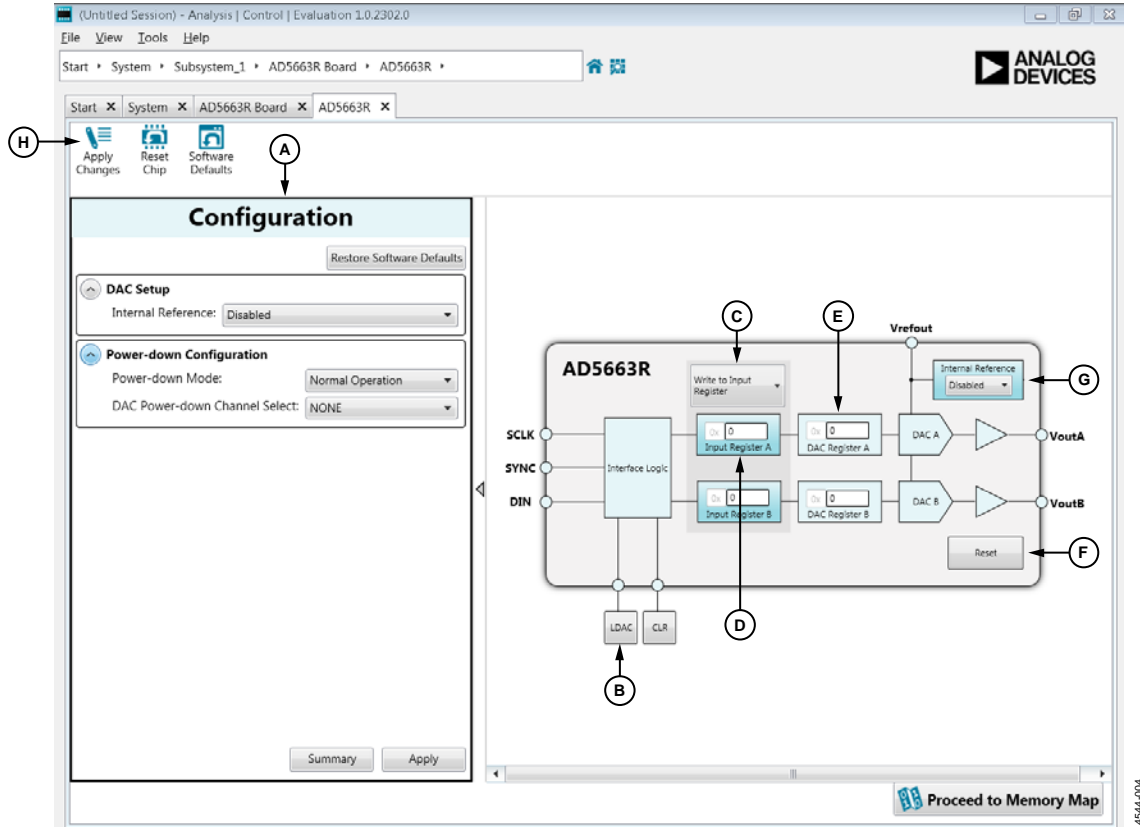 (Untitled Session) - Analysis | Control | Evaluation 1.0.2302.0
File View Tools Help
Start System Subsystem_1 AD5663R Board AD5663R
ANALOG
DEVICES
Start System AD5663R Board AD5663R
H
Apply
Changes
Reset
Chip
Software
Defaults
A
Configuration
Restore Software Defaults
DAC Setup
Internal Reference: Disabled
Power-down Configuration
Power-down Mode: Normal Operation
DAC Power-down Channel Select: NONE
Summary Apply
C
E
Vrefout
AD5663R
Write to Input
Register
Internal Reference
Disabled
G
SCLK
SYNC
DIN
Interface Logic
0x 0
Input Register A
0x 0
DAC Register A
DAC A
VoutA
0x 0
Input Register B
0x 0
DAC Register B
DAC B
VoutB
Reset
F
LDAC
CLR
D
B
Proceed to Memory Map